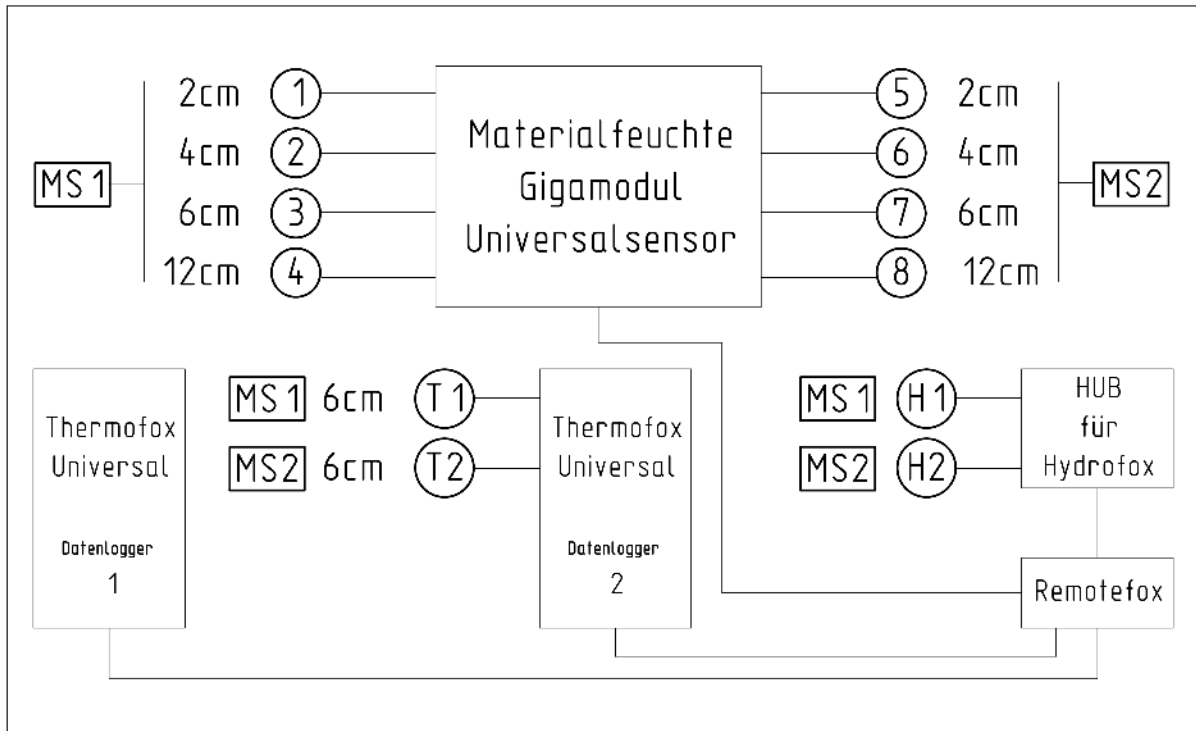 2cm 1
4cm 2
MS1
6cm 3
12cm 4
Materialfeuchte
Gigamodul
Universalsensor
5 2cm
6 4cm
MS2
7 6cm
8 12cm
Thermofox
Universal
Datenlogger
1
MS1 6cm T1
MS2 6cm T2
Thermofox
Universal
Datenlogger
2
MS1 H1
MS2 H2
HUB
für
Hydrofox
Remotefox